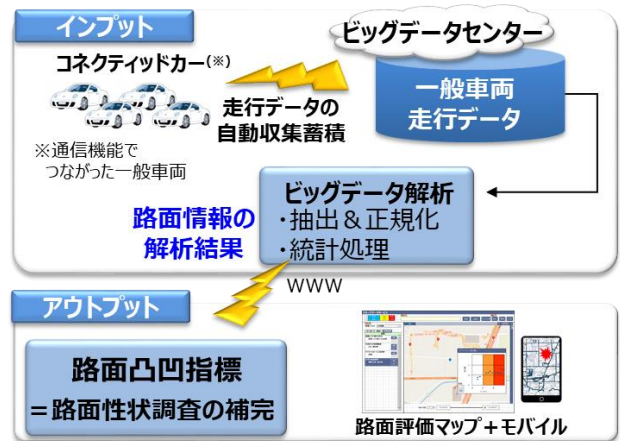 インプット
コネクティッドカー(※)
※通信機能で
つながった一般車両
走行データの
自動収集蓄積
ビッグデータセンター
一般車両
走行データ
ビッグデータ解析
・抽出＆正規化
・統計処理
路面情報の
解析結果
WWW
アウトプット
路面凸凹指標
＝路面性状調査の補完
路面評価マップ＋モバイル